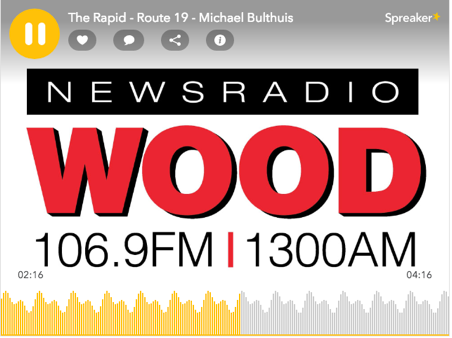 The Rapid - Route 19 - Michael Bulthuis
Spreaker
NEWSRADIO
WOOD
106.9FM | 1300AM
02:16
04:16